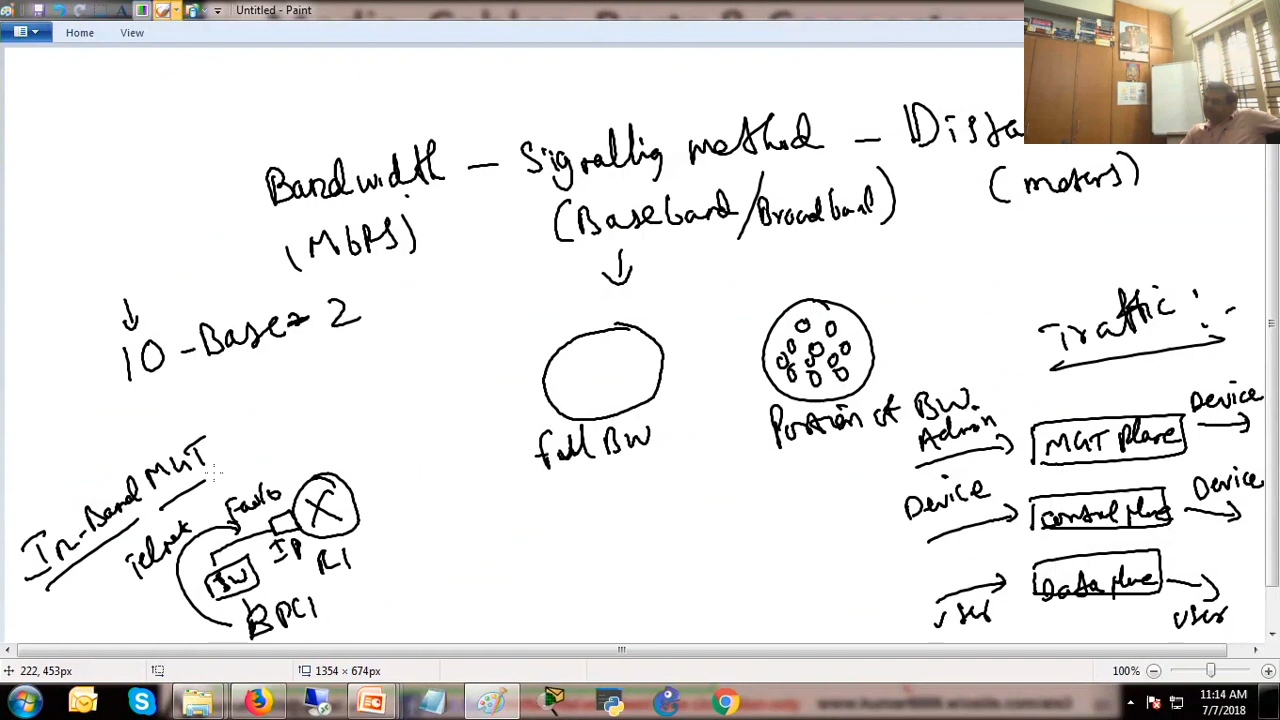 Untitled - Paint
Home View
Bandwidth - Signallig method - Dista
(Mbps) (Baseband/Broadband) (meters)
10 - Base - 2
Traffic :-
full BW
Portion of BW.
Admin MGT plane Device
Device control plane Device
User Data plane User
In-Band MGT
Telnet
Fa0/0
IP
R1
SW
PC1
222, 453px
1354 × 674px
100%
11:14 AM
7/7/2018